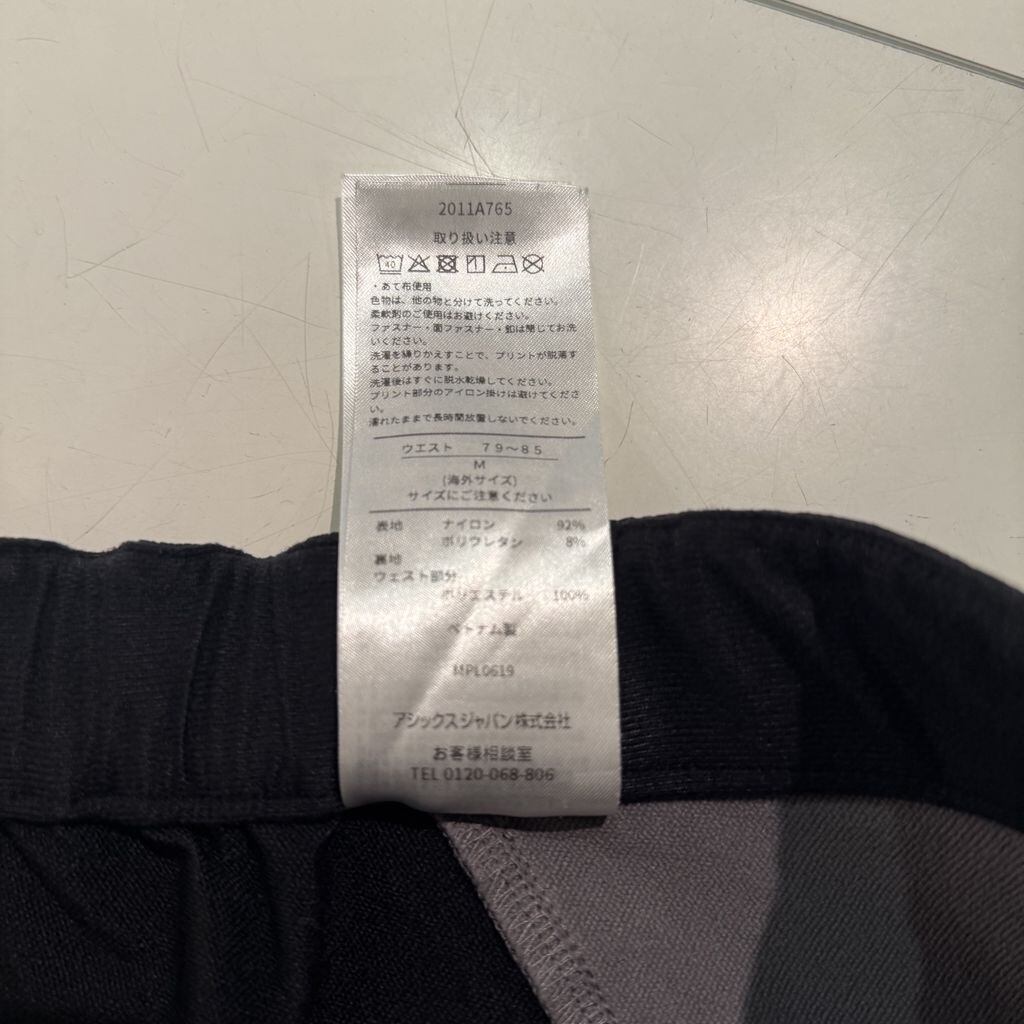 2011A765
取り扱い注意
40
・あて布使用
色物は、他の物と分けて洗ってください。
柔軟剤のご使用はお避けください。
ファスナー・面ファスナー・釦は閉じてお洗
いください。
洗濯を繰りかえすことで、プリントが脱落す
ることがあります。
洗濯後はすぐに脱水乾燥してください。
プリント部分のアイロン掛けは避けてくださ
い。
濡れたままで長時間放置しないでください。
ウエスト 79〜85
M
(海外サイズ)
サイズにご注意ください
表地 ナイロン 92%
ポリウレタン 8%
裏地
ウェスト部分
ポリエステル 100%
ベトナム製
MPL0619
アシックスジャパン株式会社
お客様相談室
TEL 0120-068-806